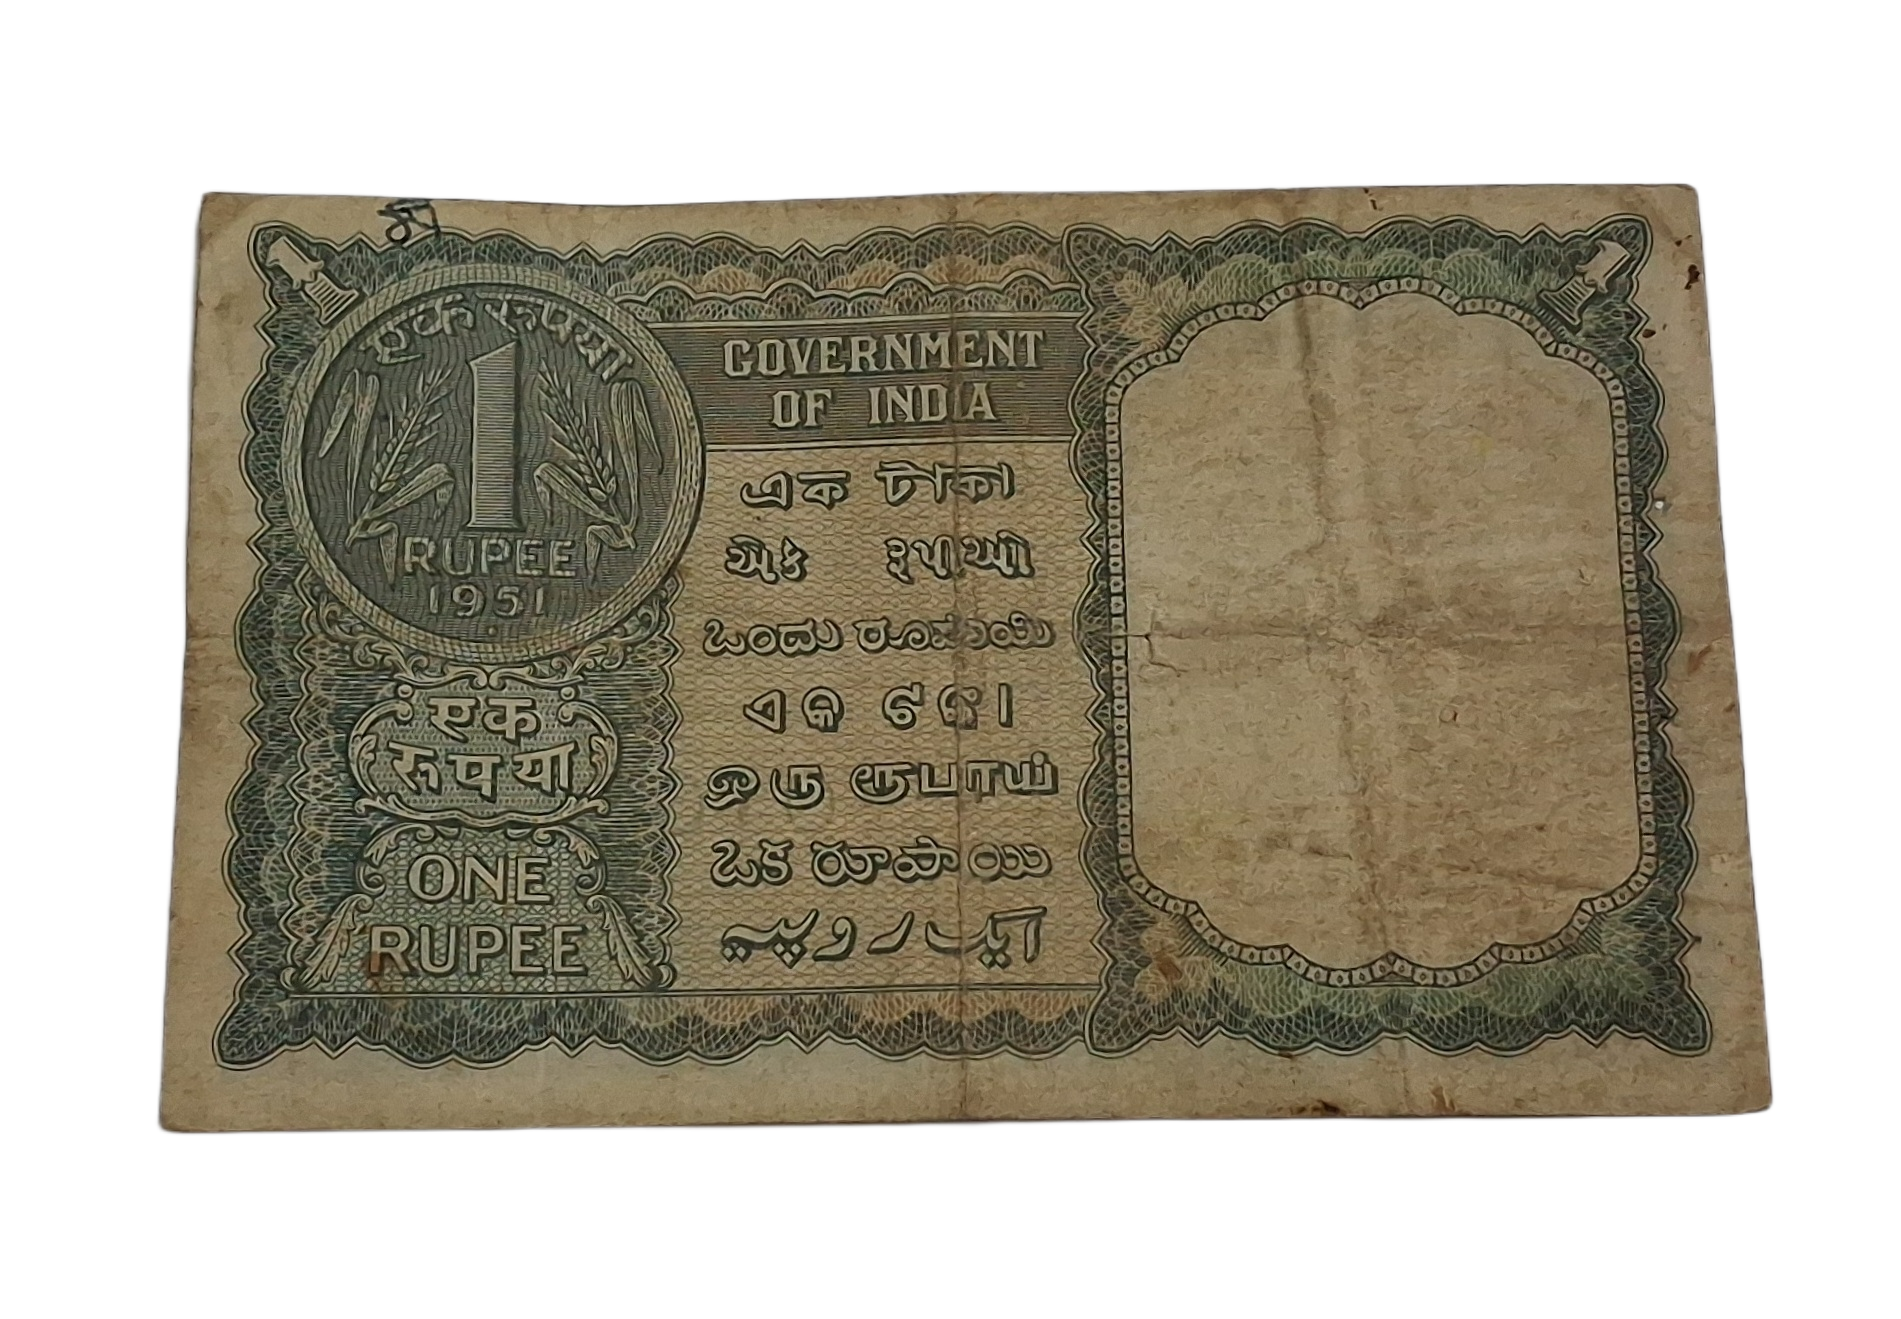 एक रूपया
1
RUPEE
1951
एक
रूपया
ONE
RUPEE
GOVERNMENT
OF INDIA
এক টাকা
એક રૂપીઓ
ಒಂದು ರೂಪಾಯಿ
ଏକ ଟଙ୍କା
ஒரு ரூபாய்
ఒక రూపాయి
ایک روپیہ